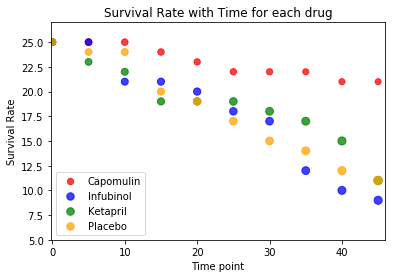 Survival Rate with Time for each drug
Survival Rate
25.0
22.5
20.0
17.5
15.0
12.5
10.0
7.5
5.0
Capomulin
Infubinol
Ketapril
Placebo
0
10
20
30
40
Time point